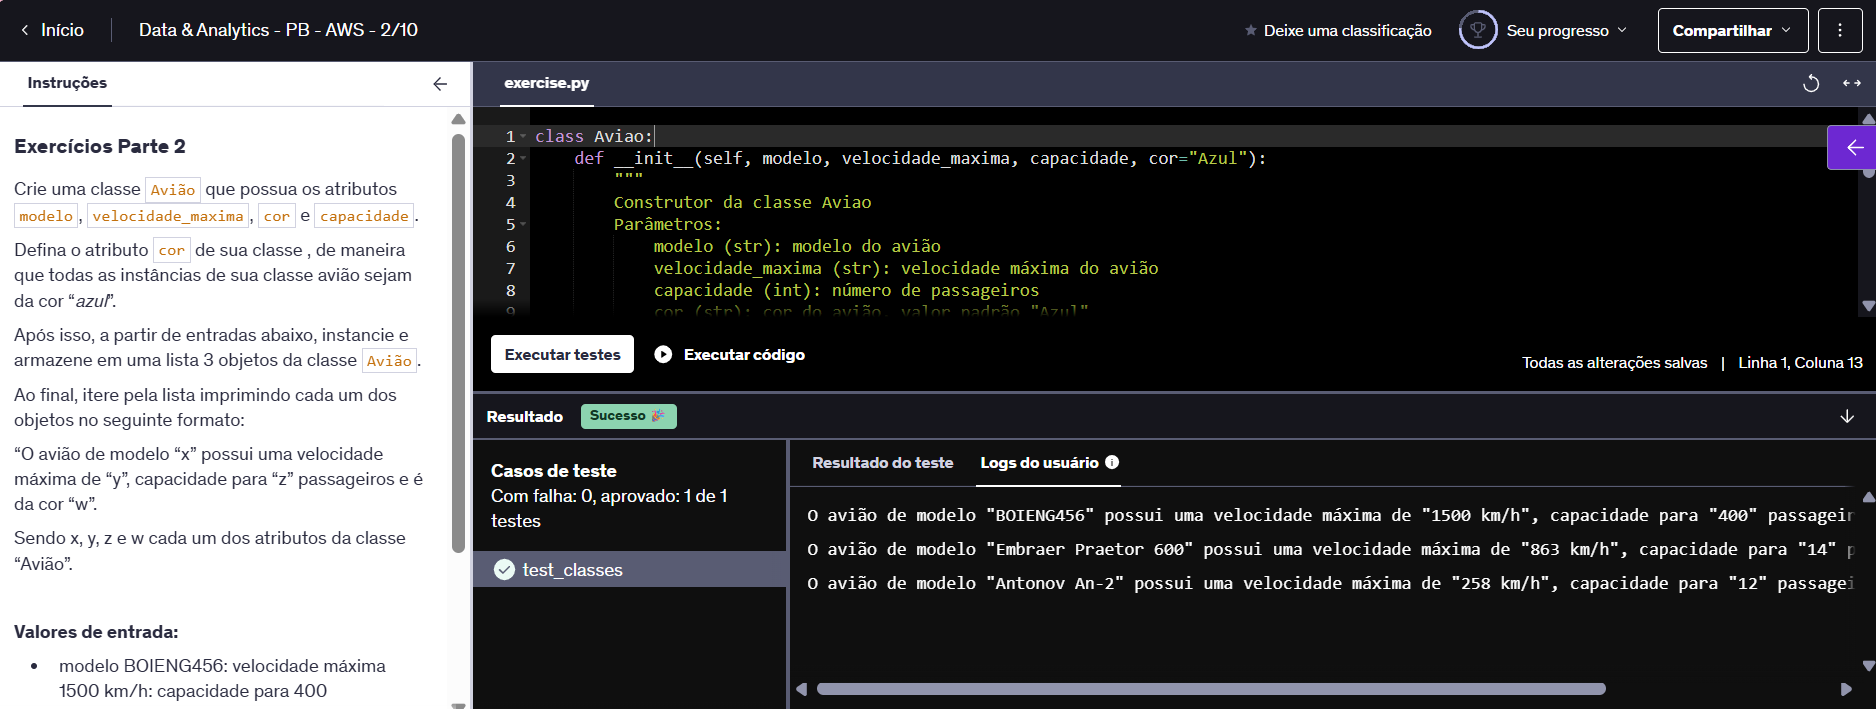 Início
Data & Analytics - PB - AWS - 2/10
Deixe uma classificação
Seu progresso
Compartilhar
Instruções
Exercícios Parte 2
Crie uma classe Avião que possua os atributos
modelo, velocidade_maxima, cor e capacidade.
Defina o atributo cor de sua classe , de maneira
que todas as instâncias de sua classe avião sejam
da cor “azul”.
Após isso, a partir de entradas abaixo, instancie e
armazene em uma lista 3 objetos da classe Avião.
Ao final, itere pela lista imprimindo cada um dos
objetos no seguinte formato:
“O avião de modelo “x” possui uma velocidade
máxima de “y”, capacidade para “z” passageiros e é
da cor “w”.
Sendo x, y, z e w cada um dos atributos da classe
“Avião”.
Valores de entrada:
• modelo BOIENG456: velocidade máxima
1500 km/h: capacidade para 400
exercise.py
1 class Aviao:
2 def __init__(self, modelo, velocidade_maxima, capacidade, cor="Azul"):
3 """
4 Construtor da classe Aviao
5 Parâmetros:
6 modelo (str): modelo do avião
7 velocidade_maxima (str): velocidade máxima do avião
8 capacidade (int): número de passageiros
9 cor (str): cor do avião, valor padrão "Azul"
Executar testes
Executar código
Todas as alterações salvas | Linha 1, Coluna 13
Resultado
Sucesso 🎉
Casos de teste
Com falha: 0, aprovado: 1 de 1
testes
test_classes
Resultado do teste
Logs do usuário
O avião de modelo "BOIENG456" possui uma velocidade máxima de "1500 km/h", capacidade para "400" passageir
O avião de modelo "Embraer Praetor 600" possui uma velocidade máxima de "863 km/h", capacidade para "14" p
O avião de modelo "Antonov An-2" possui uma velocidade máxima de "258 km/h", capacidade para "12" passagei